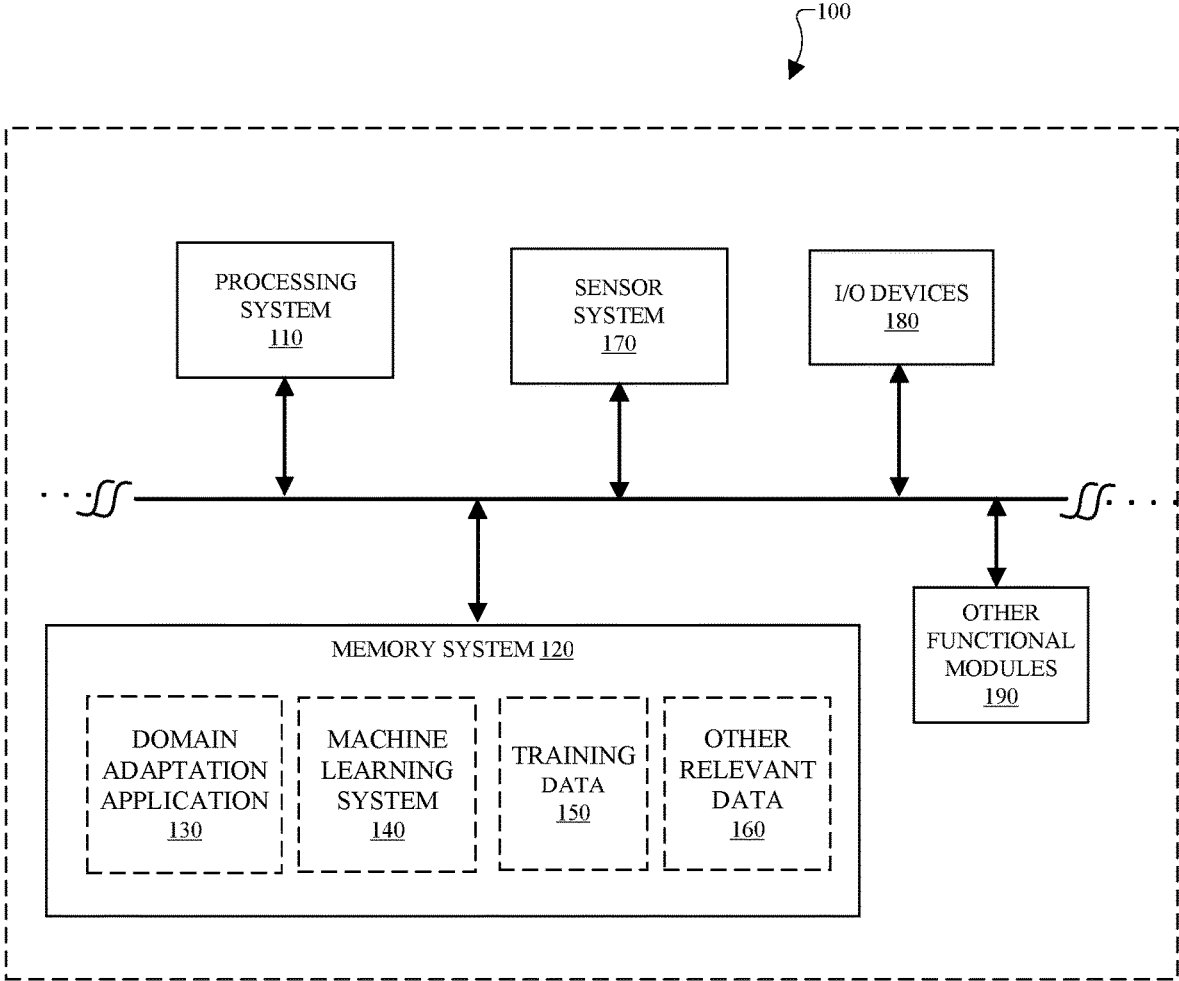 100
PROCESSING
SYSTEM
110
SENSOR
SYSTEM
170
I/O DEVICES
180
MEMORY SYSTEM 120
DOMAIN
ADAPTATION
APPLICATION
130
MACHINE
LEARNING
SYSTEM
140
TRAINING
DATA
150
OTHER
RELEVANT
DATA
160
OTHER
FUNCTIONAL
MODULES
190